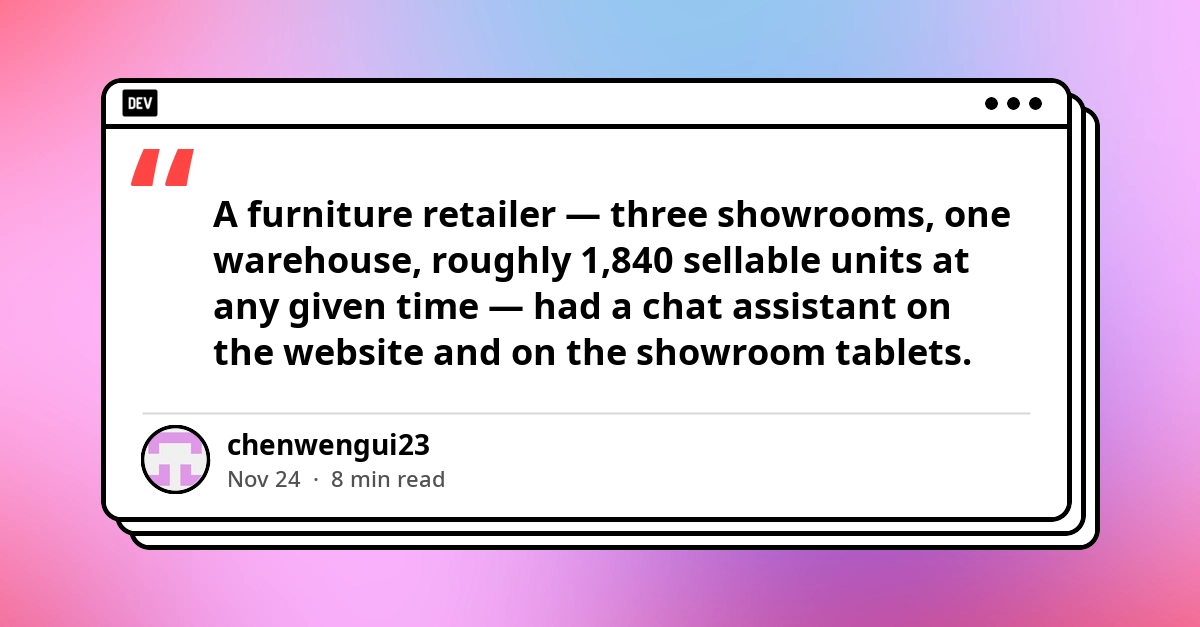 DEV
“
A furniture retailer — three showrooms, one
warehouse, roughly 1,840 sellable units at
any given time — had a chat assistant on
the website and on the showroom tablets.
chenwengui23
Nov 24 · 8 min read